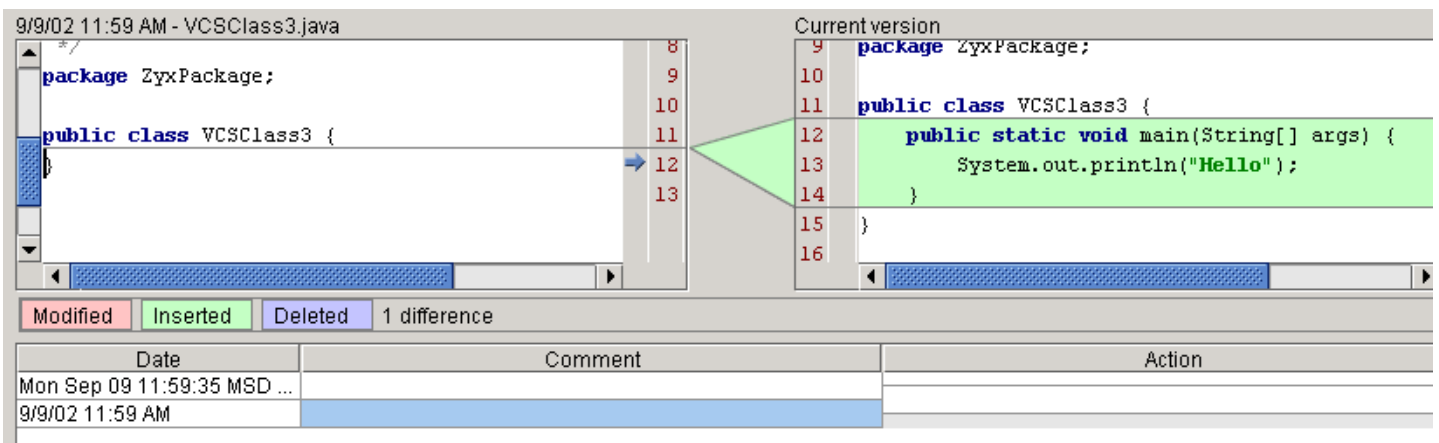 9/9/02 11:59 AM - VCSClass3.java
*/
8
package ZyxPackage;
9
10
public class VCSClass3 {
11
}
12
13
Current version
9 package ZyxPackage;
10
11 public class VCSClass3 {
12 public static void main(String[] args) {
13 System.out.println("Hello");
14 }
15 }
16
Modified Inserted Deleted 1 difference
Date Comment Action
Mon Sep 09 11:59:35 MSD ...
9/9/02 11:59 AM